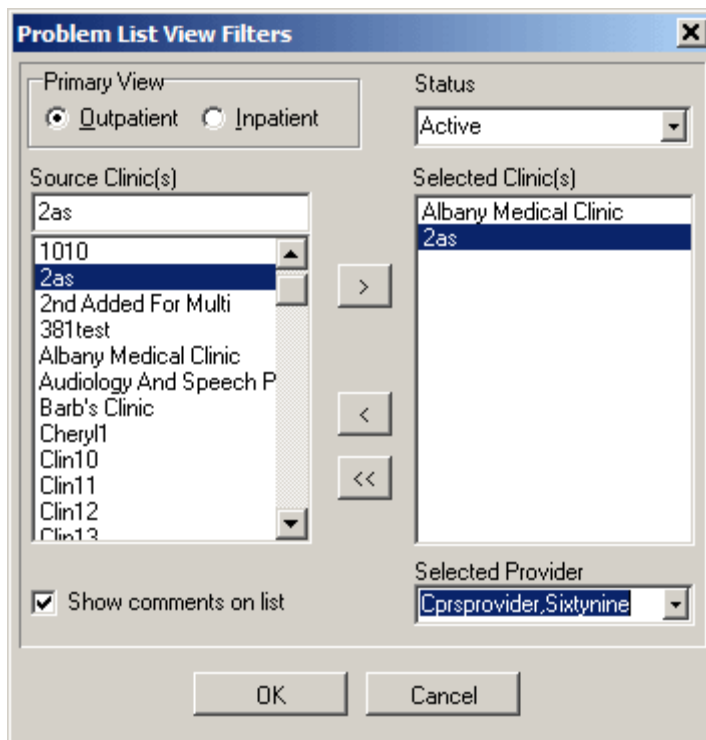 Problem List View Filters
Primary View
Outpatient
Inpatient
Status
Active
Source Clinic(s)
2as
1010
2as
2nd Added For Multi
381test
Albany Medical Clinic
Audiology And Speech P
Barb's Clinic
Cheryl1
Clin10
Clin11
Clin12
Clin13
>
<
<<
Selected Clinic(s)
Albany Medical Clinic
2as
Show comments on list
Selected Provider
Cprsprovider,Sixtynine
OK
Cancel